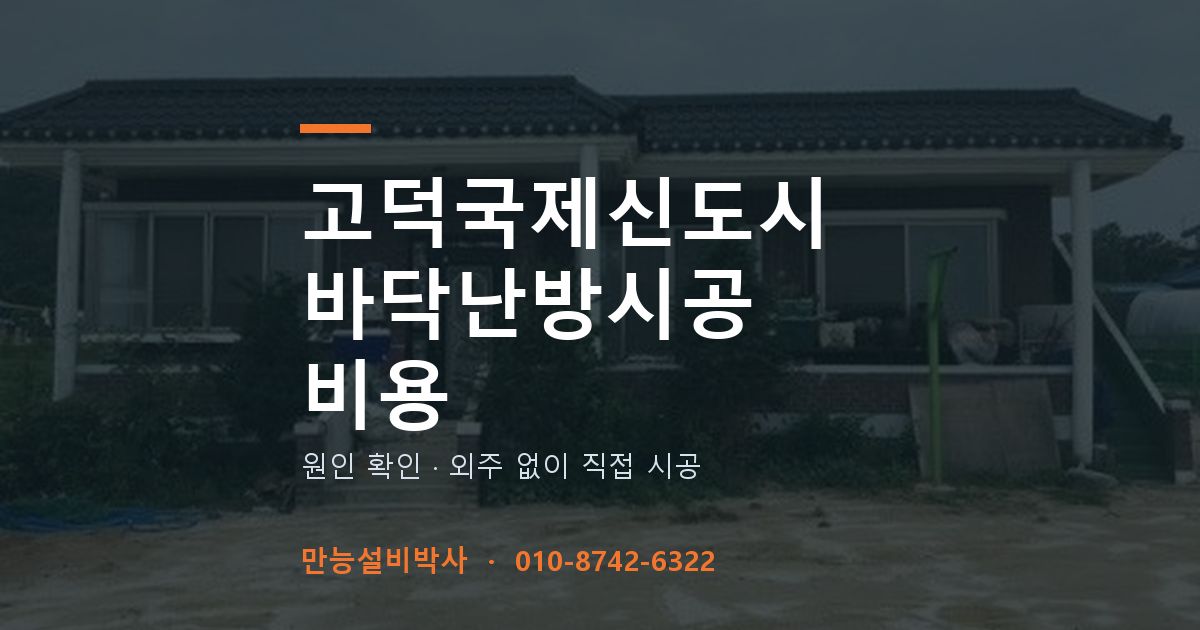 고덕국제신도시
바닥난방시공
비용
원인 확인 · 외주 없이 직접 시공
만능설비박사 · 010-8742-6322